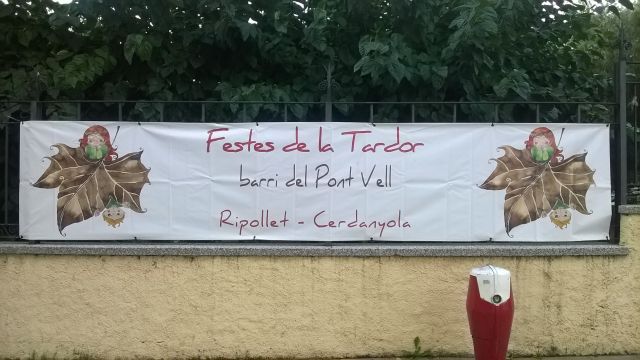 Festes de la Tardor
barri del Pont Vell
Ripollet - Cerdanyola